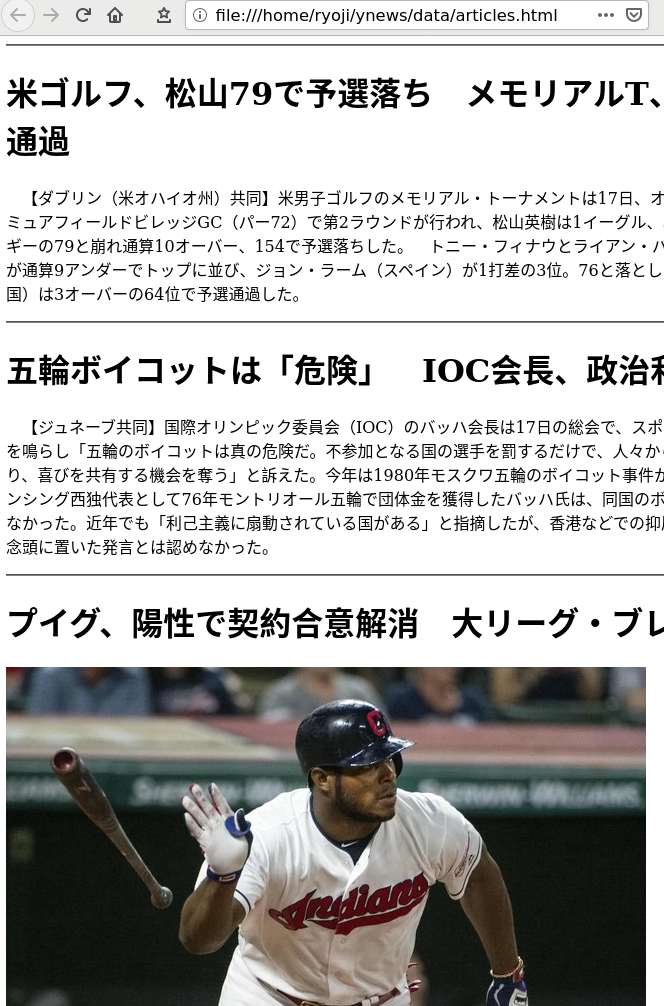 file:///home/ryoji/ynews/data/articles.html
米ゴルフ、松山79で予選落ち　メモリアルT、
通過
【ダブリン（米オハイオ州）共同】米男子ゴルフのメモリアル・トーナメントは17日、オ
ミュアフィールドビレッジGC（パー72）で第2ラウンドが行われ、松山英樹は1イーグル、
ギーの79と崩れ通算10オーバー、154で予選落ちした。　トニー・フィナウとライアン・パ
が通算9アンダーでトップに並び、ジョン・ラーム（スペイン）が1打差の3位。76と落とし
国）は3オーバーの64位で予選通過した。
五輪ボイコットは「危険」　IOC会長、政治利
【ジュネーブ共同】国際オリンピック委員会（IOC）のバッハ会長は17日の総会で、スポ
を鳴らし「五輪のボイコットは真の危険だ。不参加となる国の選手を罰するだけで、人々から
り、喜びを共有する機会を奪う」と訴えた。今年は1980年モスクワ五輪のボイコット事件か
ンシング西独代表として76年モントリオール五輪で団体金を獲得したバッハ氏は、同国のボ
なかった。近年でも「利己主義に扇動されている国がある」と指摘したが、香港などでの抑圧
念頭に置いた発言とは認めなかった。
プイグ、陽性で契約合意解消　大リーグ・ブレ
SHERWIN WILLIAMS
SHERWIN WILLIAMS.
C
Indians